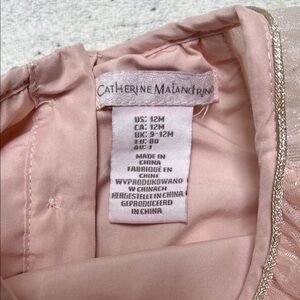 CATHERINE MALANDRINO
US: 12M
CA: 12M
UK: 9-12M
EU: 80
AU: 1
MADE IN
CHINA
FABRIQUÉ EN
CHINE
WYPRODUKOWANO
W CHINACH
HERGESTELLT IN CHINA
GEPRODUCEERD
IN CHINA